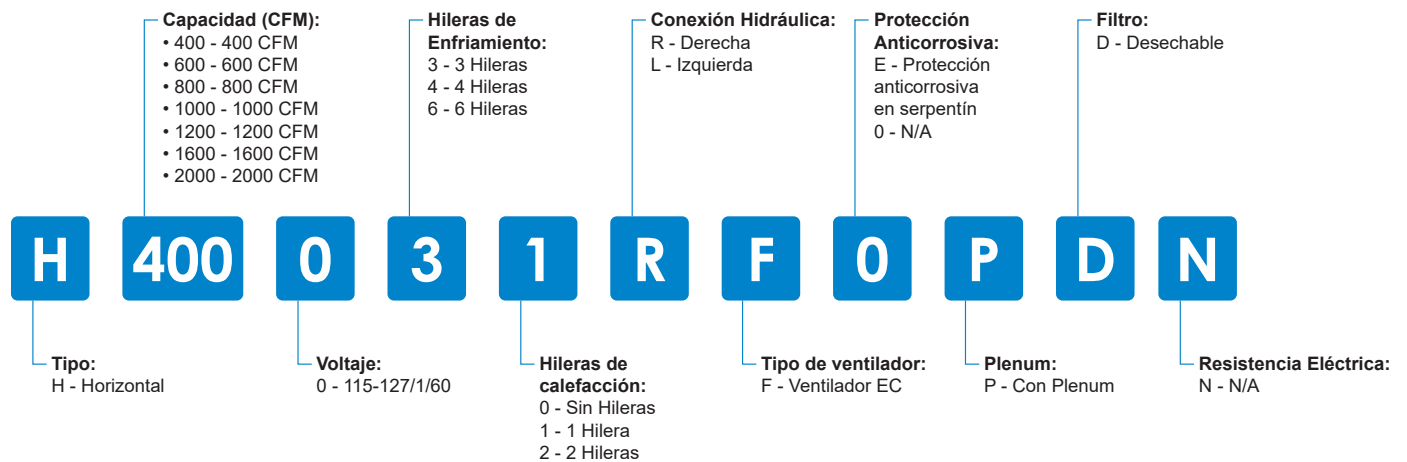 Capacidad (CFM):
• 400 - 400 CFM
• 600 - 600 CFM
• 800 - 800 CFM
• 1000 - 1000 CFM
• 1200 - 1200 CFM
• 1600 - 1600 CFM
• 2000 - 2000 CFM
Hileras de
Enfriamiento:
3 - 3 Hileras
4 - 4 Hileras
6 - 6 Hileras
Conexión Hidráulica:
R - Derecha
L - Izquierda
Protección
Anticorrosiva:
E - Protección
anticorrosiva
en serpentín
0 - N/A
Filtro:
D - Desechable
H 400 0 3 1 R F 0 P D N
Tipo:
H - Horizontal
Voltaje:
0 - 115-127/1/60
Hileras de
calefacción:
0 - Sin Hileras
1 - 1 Hilera
2 - 2 Hileras
Tipo de ventilador:
F - Ventilador EC
Plenum:
P - Con Plenum
Resistencia Eléctrica:
N - N/A